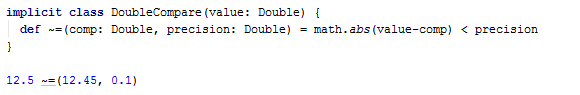 implicit class DoubleCompare(value: Double) {
  def ~=(comp: Double, precision: Double) = math.abs(value-comp) < precision
}

12.5 ~=(12.45, 0.1)